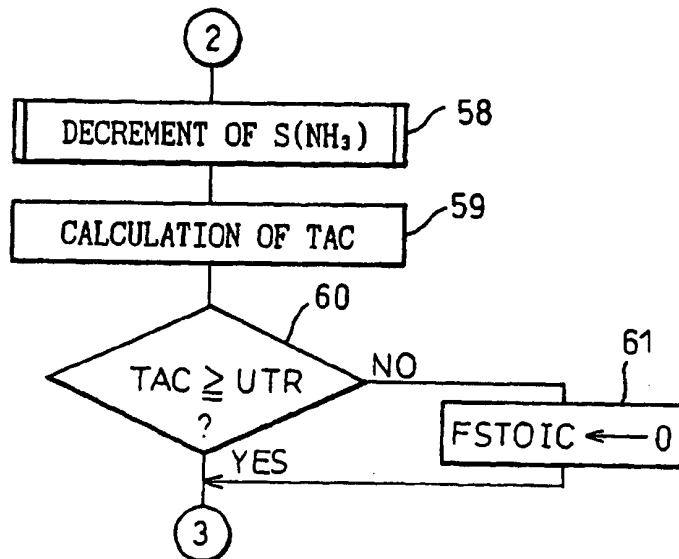 2
DECREMENT OF S(NH₃)
58
CALCULATION OF TAC
59
60
TAC ≧ UTR
?
NO
YES
61
FSTOIC ← 0
3